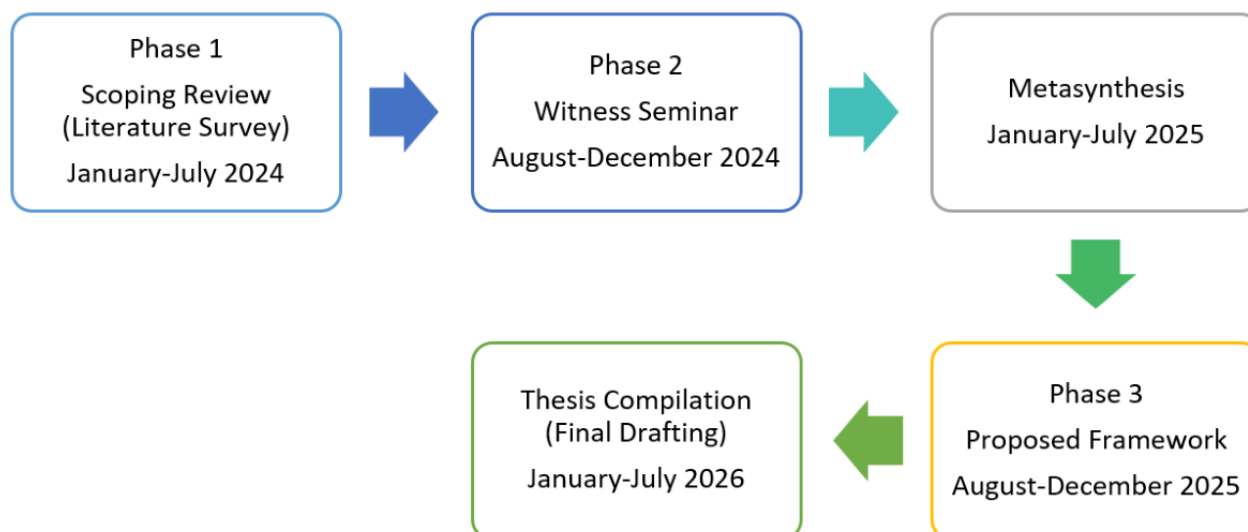 Phase 1
Scoping Review
(Literature Survey)
January-July 2024
Phase 2
Witness Seminar
August-December 2024
Metasynthesis
January-July 2025
Phase 3
Proposed Framework
August-December 2025
Thesis Compilation
(Final Drafting)
January-July 2026